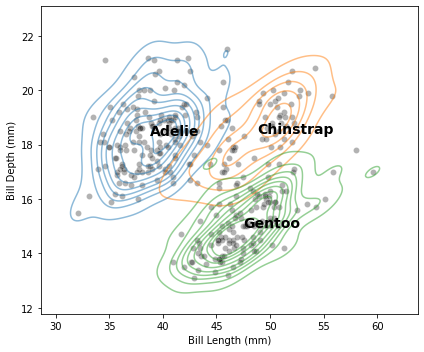 22
20
18
16
14
12
Bill Depth (mm)
Adelie
Chinstrap
Gentoo
30 35 40 45 50 55 60
Bill Length (mm)